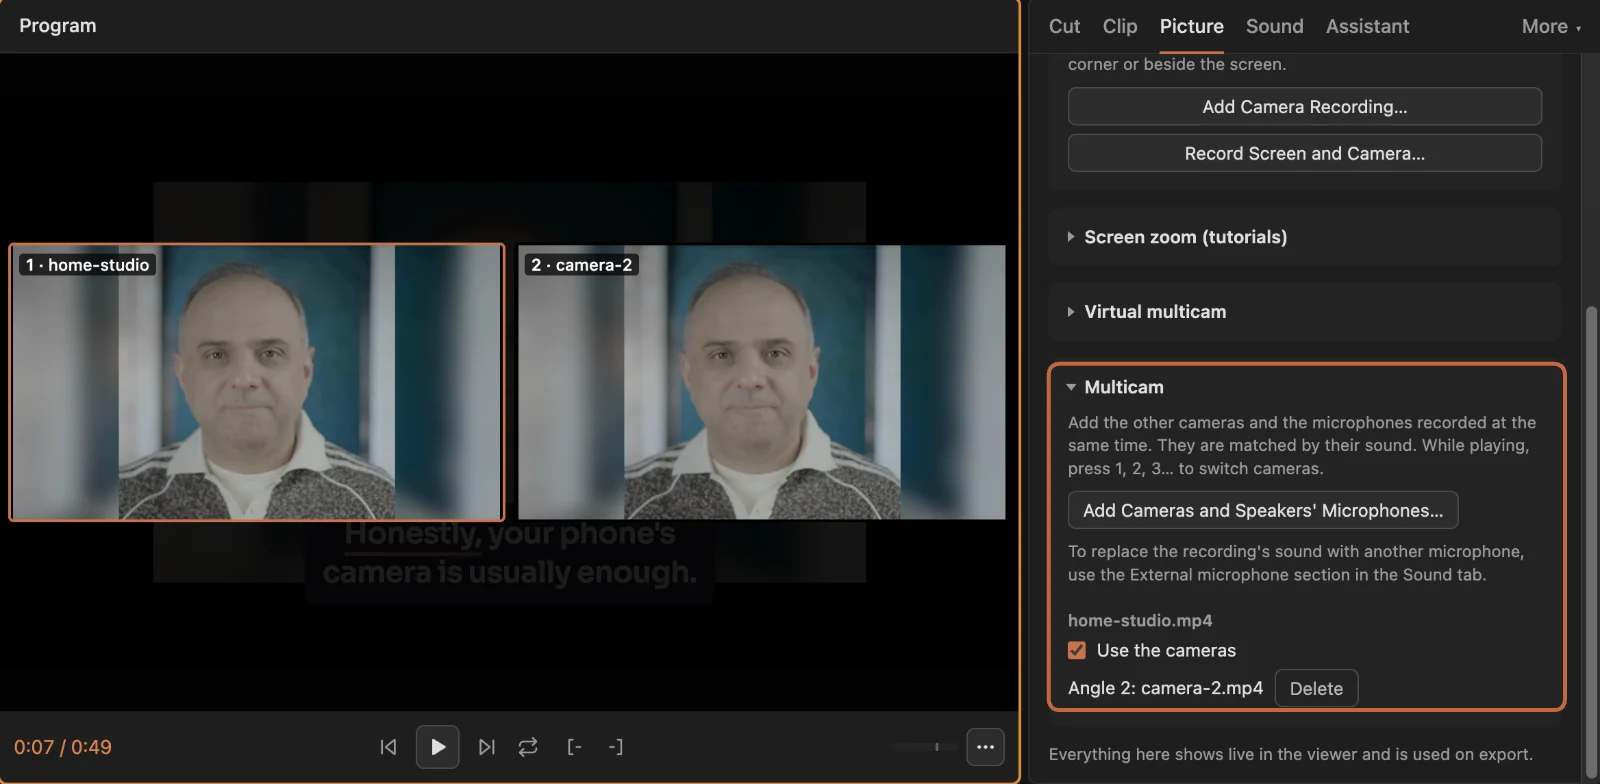 Program
1 · home-studio
2 · camera-2
Honestly, your phone's
camera is usually enough.
0:07 / 0:49
[-
-]
Cut Clip Picture Sound Assistant More
corner or beside the screen.
Add Camera Recording...
Record Screen and Camera...
Screen zoom (tutorials)
Virtual multicam
Multicam
Add the other cameras and the microphones recorded at the
same time. They are matched by their sound. While playing,
press 1, 2, 3... to switch cameras.
Add Cameras and Speakers' Microphones...
To replace the recording's sound with another microphone,
use the External microphone section in the Sound tab.
home-studio.mp4
Use the cameras
Angle 2: camera-2.mp4 Delete
Everything here shows live in the viewer and is used on export.